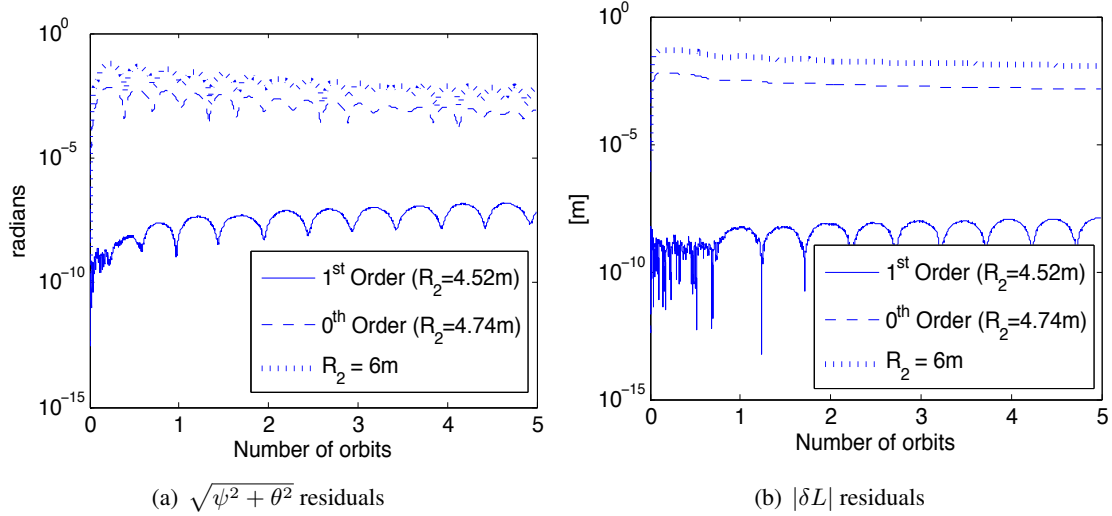 10^0
10^-5
10^-10
10^-15
radians
0 1 2 3 4 5
Number of orbits
1^st Order (R_2=4.52m)
0^th Order (R_2=4.74m)
R_2 = 6m
(a) \sqrt{ψ^2 + θ^2} residuals
10^0
10^-5
10^-10
10^-15
[m]
0 1 2 3 4 5
Number of orbits
1^st Order (R_2=4.52m)
0^th Order (R_2=4.74m)
R_2 = 6m
(b) |δL| residuals